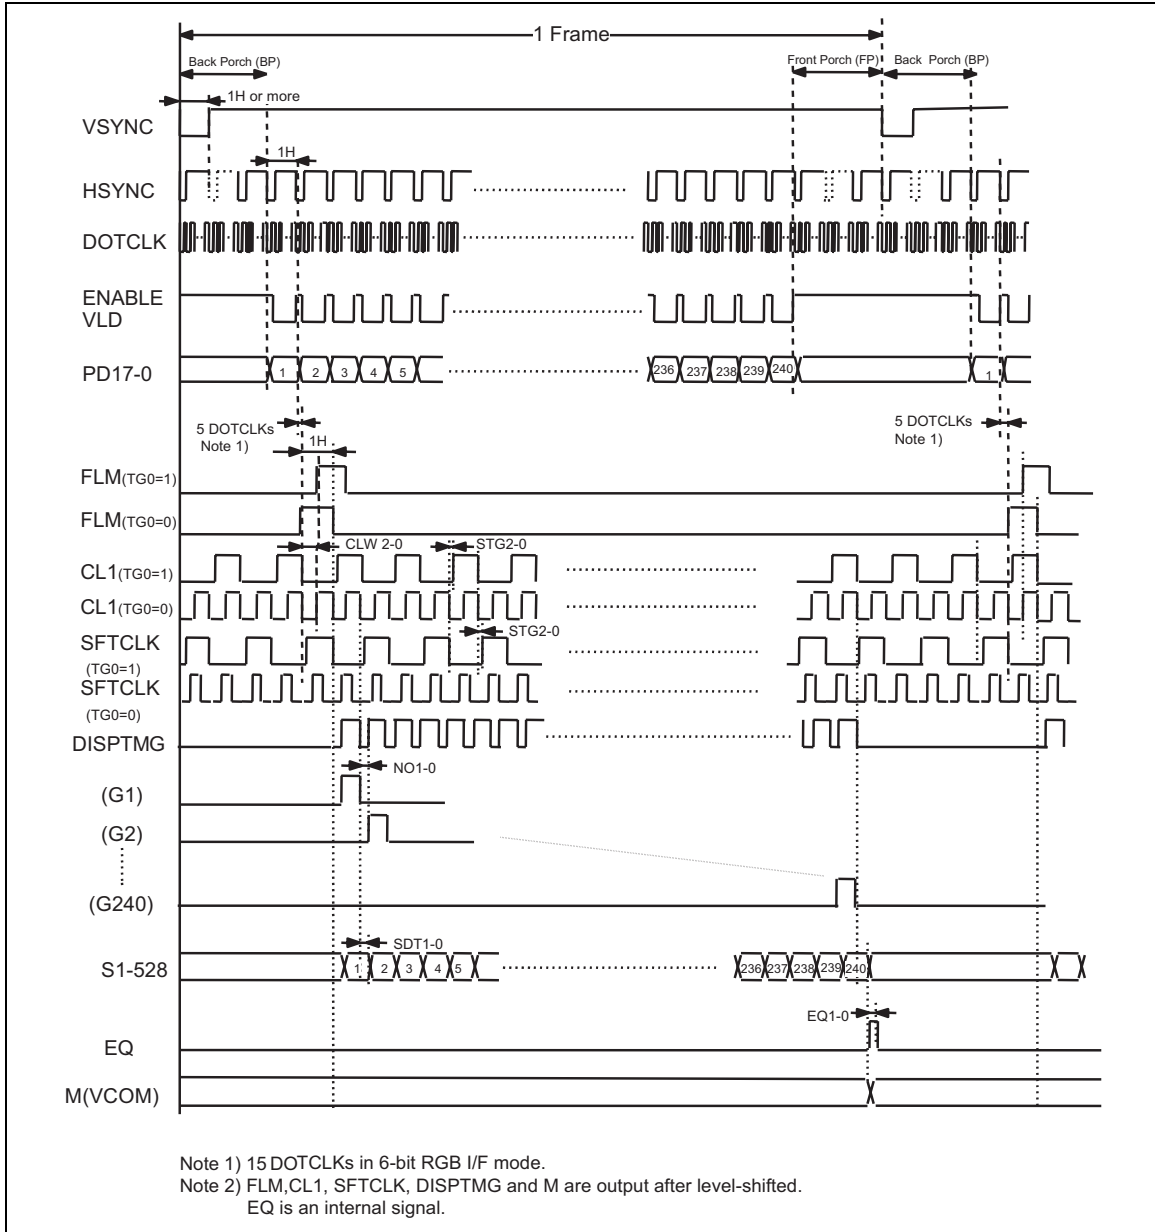 1 Frame
Back Porch (BP)
Front Porch (FP)
Back Porch (BP)
1H or more
VSYNC
1H
HSYNC
DOTCLK
ENABLE
VLD
PD17-0
1 2 3 4 5
236 237 238 239 240
1
5 DOTCLKs
Note 1)
1H
5 DOTCLKs
Note 1)
FLM(TG0=1)
FLM(TG0=0)
CLW 2-0
STG2-0
CL1(TG0=1)
CL1(TG0=0)
STG2-0
SFTCLK
(TG0=1)
SFTCLK
(TG0=0)
DISPTMG
NO1-0
(G1)
(G2)
(G240)
SDT1-0
S1-528
1 2 3 4 5
236 237 238 239 240
EQ1-0
EQ
M(VCOM)
Note 1) 15 DOTCLKs in 6-bit RGB I/F mode.
Note 2) FLM,CL1, SFTCLK, DISPTMG and M are output after level-shifted.
EQ is an internal signal.